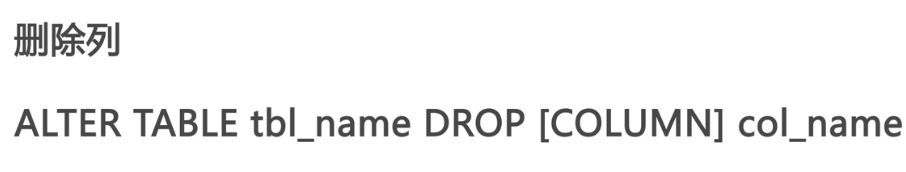 删除列
ALTER TABLE tbl_name DROP [COLUMN] col_name